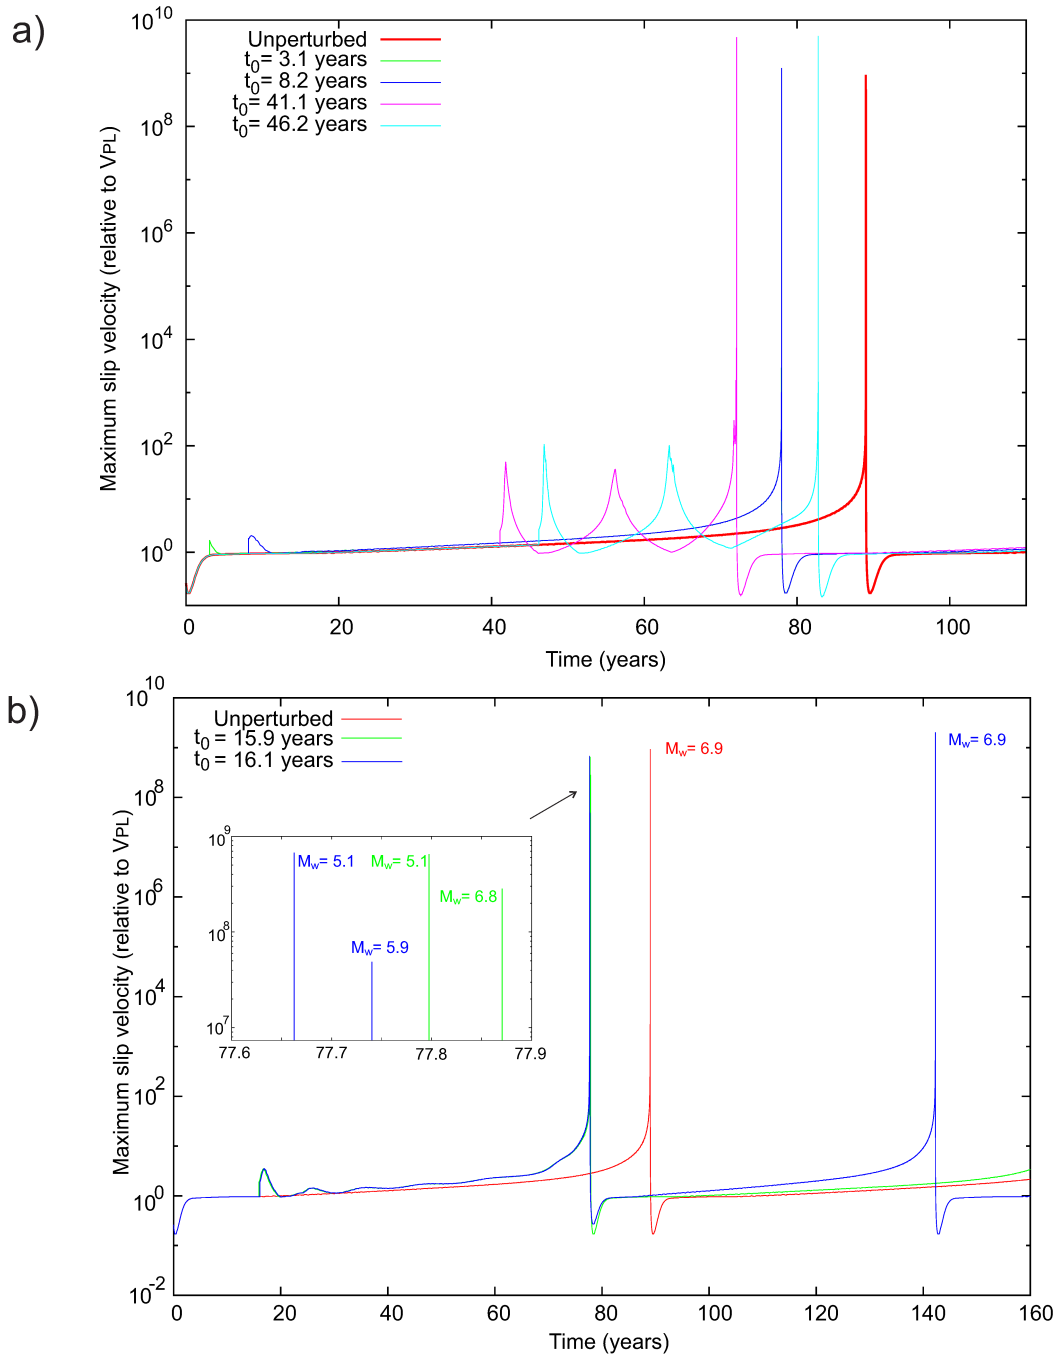 a)
10^10
10^8
10^6
10^4
10^2
10^0
Maximum slip velocity (relative to VPL)
Unperturbed
t0= 3.1 years
t0= 8.2 years
t0= 41.1 years
t0= 46.2 years
0 20 40 60 80 100
Time (years)
b)
10^10
10^8
10^6
10^4
10^2
10^0
10^-2
Maximum slip velocity (relative to VPL)
Unperturbed
t0 = 15.9 years
t0 = 16.1 years
Mw= 6.9
Mw= 6.9
10^9
10^8
10^7
Mw= 5.1
Mw= 5.1
Mw= 6.8
Mw= 5.9
77.6 77.7 77.8 77.9
0 20 40 60 80 100 120 140 160
Time (years)